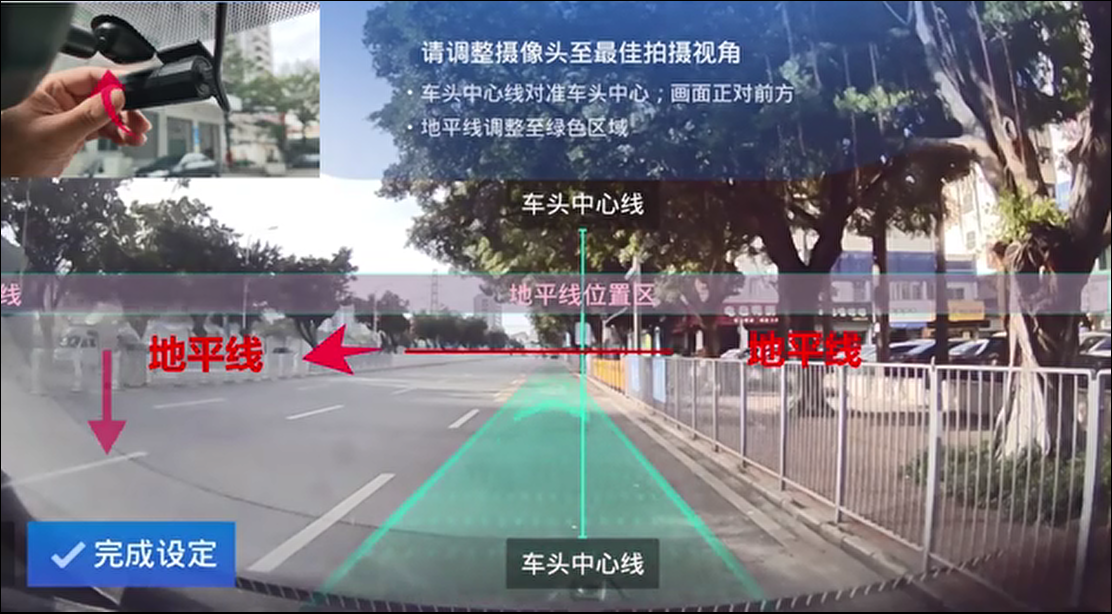 请调整摄像头至最佳拍摄视角
· 车头中心线对准车头中心；画面正对前方
· 地平线调整至绿色区域
车头中心线
线
地平线位置区
地平线
地平线
完成设定
车头中心线